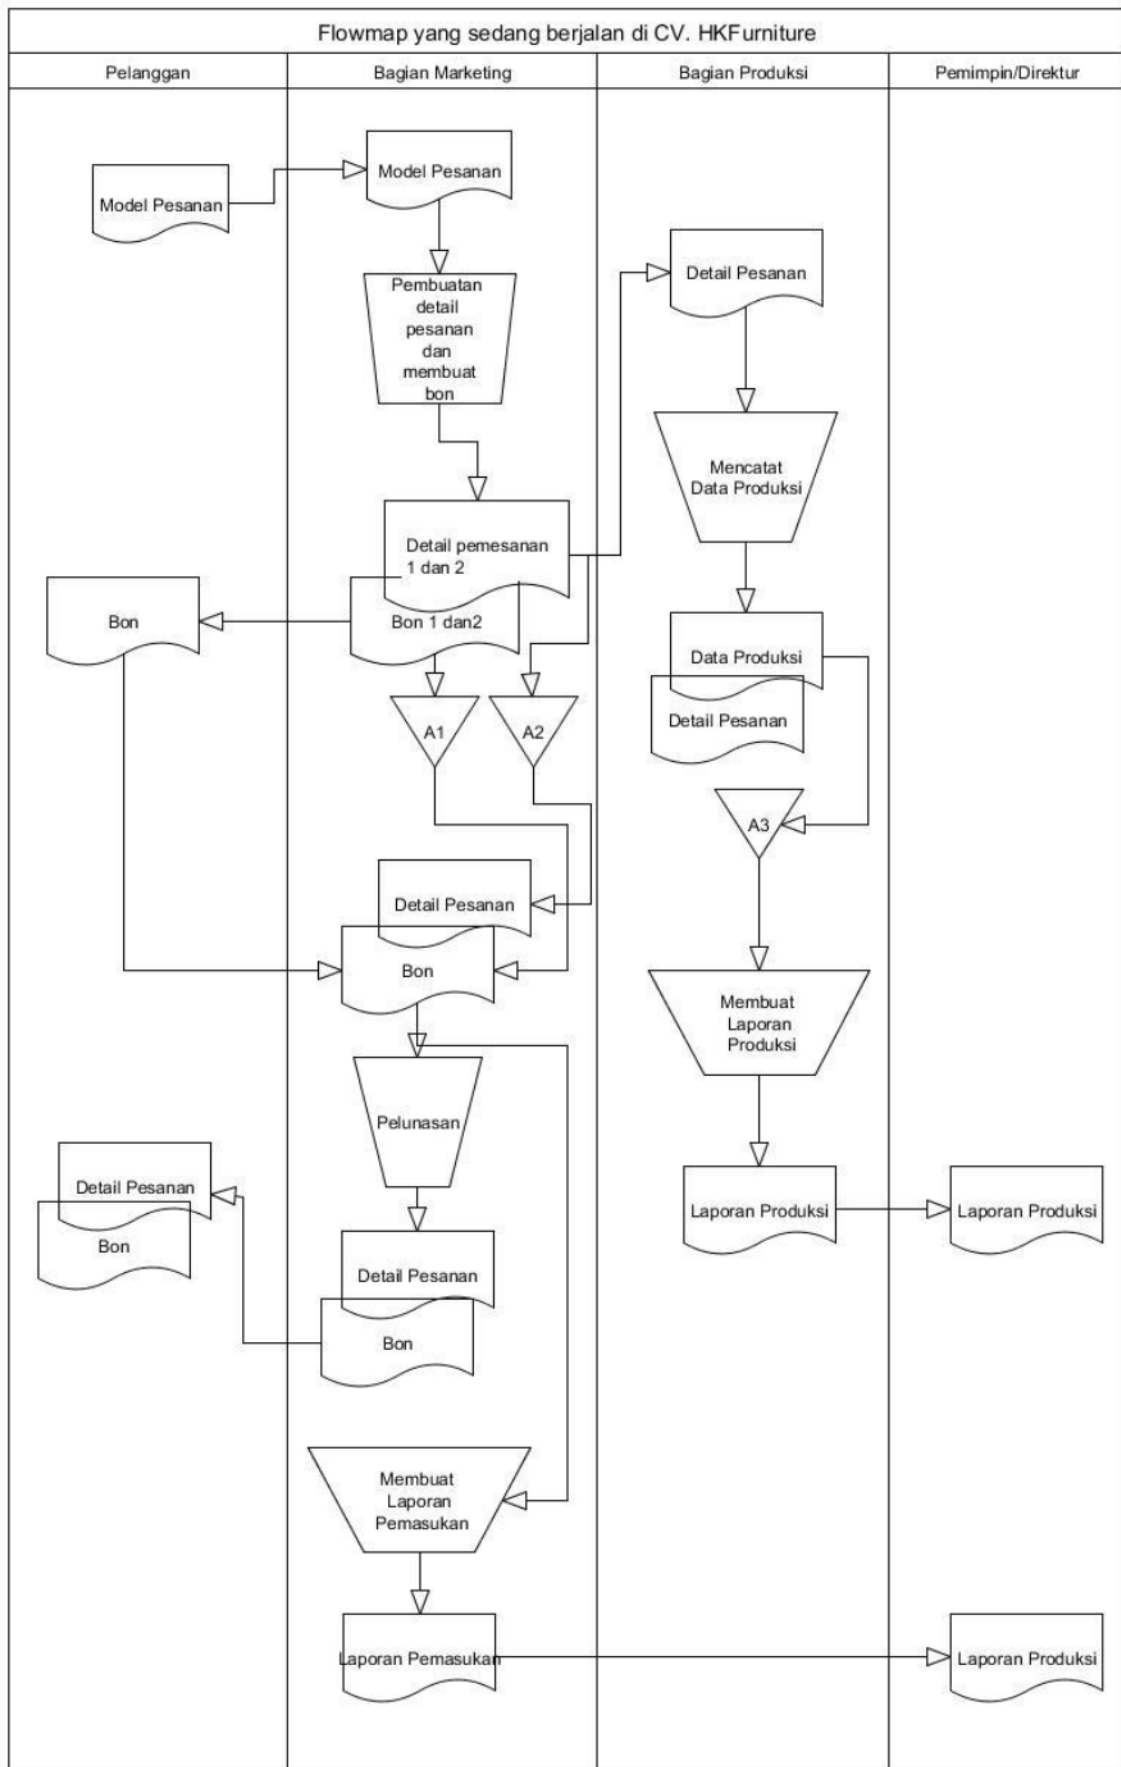 Flowmap yang sedang berjalan di CV. HKFurniture
Pelanggan
Bagian Marketing
Bagian Produksi
Pemimpin/Direktur
Model Pesanan
Model Pesanan
Pembuatan
detail
pesanan
dan
membuat
bon
Detail Pesanan
Mencatat
Data Produksi
Detail pemesanan
1 dan 2
Bon 1 dan2
Bon
Data Produksi
Detail Pesanan
A1
A2
A3
Detail Pesanan
Bon
Membuat
Laporan
Produksi
Pelunasan
Detail Pesanan
Bon
Laporan Produksi
Laporan Produksi
Detail Pesanan
Bon
Membuat
Laporan
Pemasukan
Laporan Pemasukan
Laporan Produksi